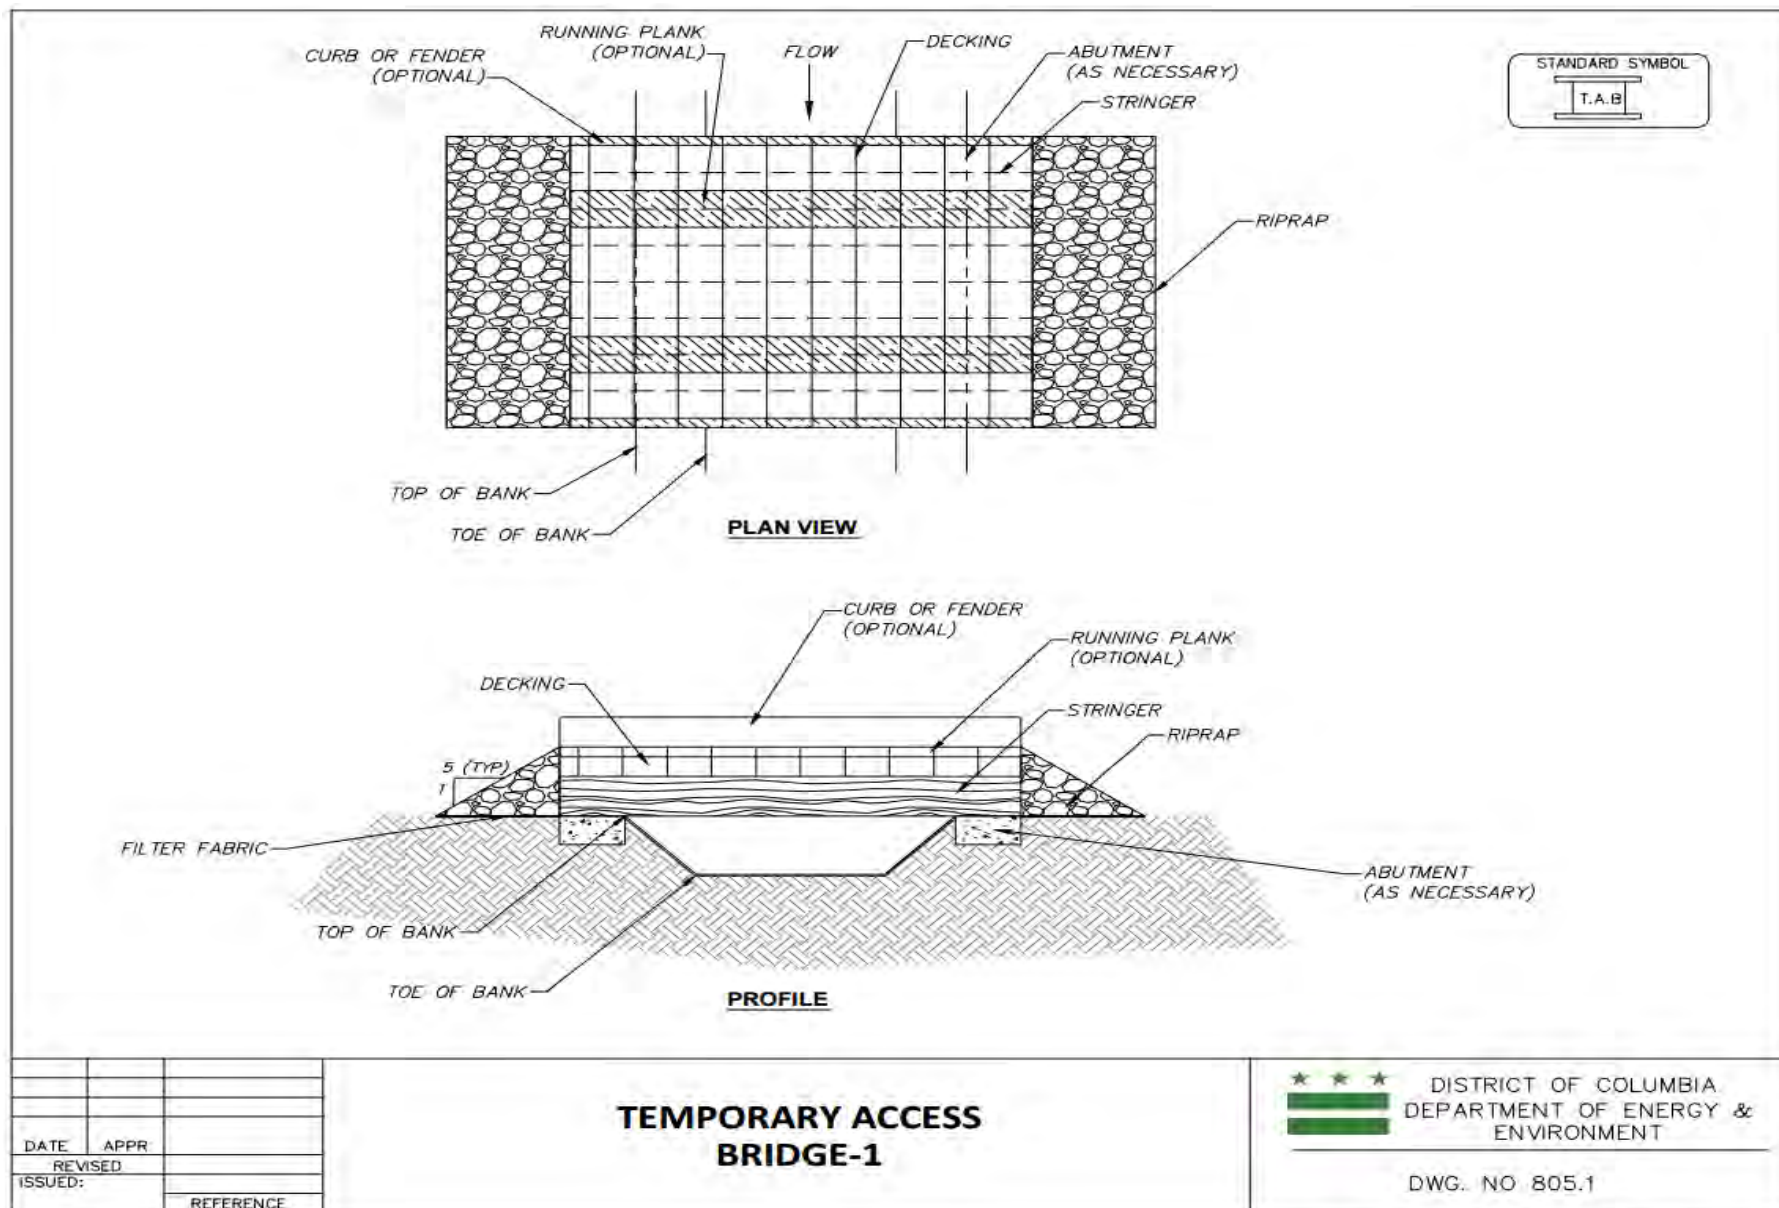 RUNNING PLANK
(OPTIONAL)
CURB OR FENDER
(OPTIONAL)
FLOW
DECKING
ABUTMENT
(AS NECESSARY)
STRINGER
STANDARD SYMBOL
T.A.B
RIPRAP
TOP OF BANK
TOE OF BANK
PLAN VIEW
CURB OR FENDER
(OPTIONAL)
RUNNING PLANK
(OPTIONAL)
DECKING
STRINGER
RIPRAP
5 (TYP)
1
FILTER FABRIC
ABUTMENT
(AS NECESSARY)
TOP OF BANK
TOE OF BANK
PROFILE
DATE APPR
REVISED
ISSUED:
REFERENCE
TEMPORARY ACCESS
BRIDGE-1
DISTRICT OF COLUMBIA
DEPARTMENT OF ENERGY &
ENVIRONMENT
DWG. NO 805.1